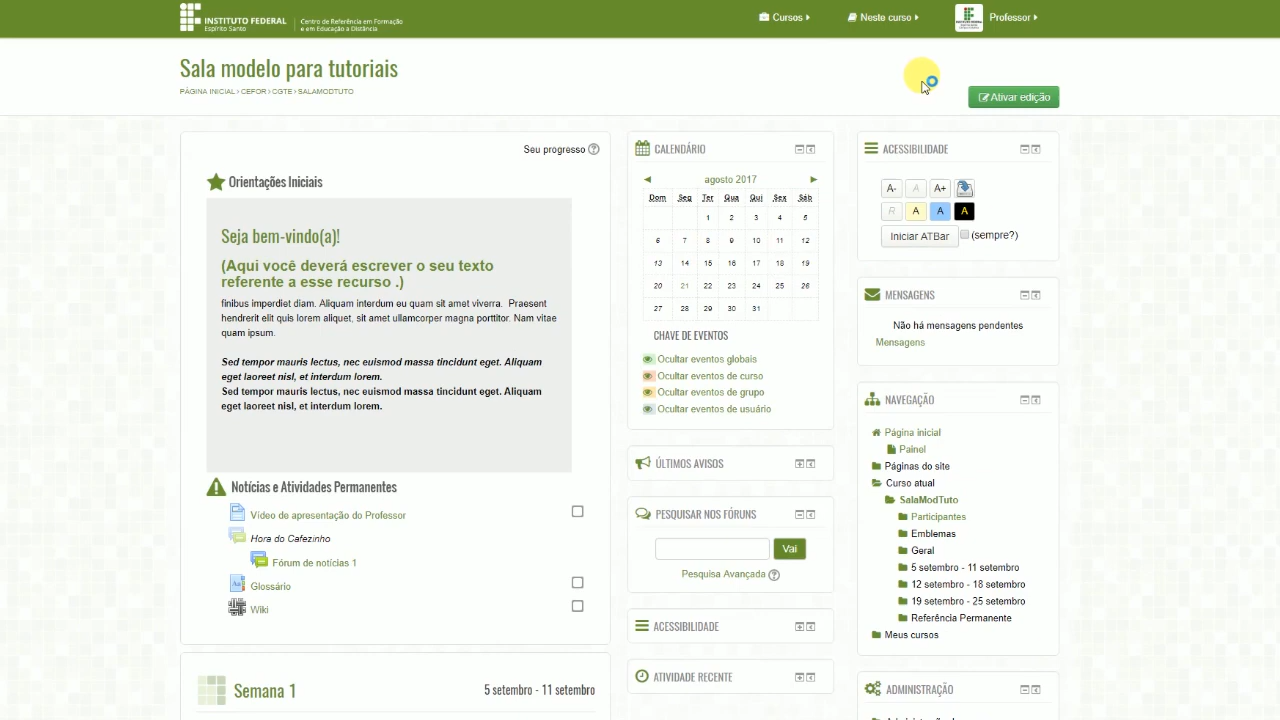 INSTITUTO FEDERAL
Espírito Santo
Centro de Referência em Formação
e em Educação a Distância
Cursos
Neste curso
Professor
Sala modelo para tutoriais
PÁGINA INICIAL › CEFOR › CGTE › SALAMODTUTO
Ativar edição
Seu progresso
Orientações Iniciais
Seja bem-vindo(a)!
(Aqui você deverá escrever o seu texto
referente a esse recurso .)
finibus imperdiet diam. Aliquam interdum eu quam sit amet viverra. Praesent
hendrerit elit quis lorem aliquet, sit amet ullamcorper magna porttitor. Nam vitae
quam ipsum.
Sed tempor mauris lectus, nec euismod massa tincidunt eget. Aliquam
eget laoreet nisl, et interdum lorem.
Sed tempor mauris lectus, nec euismod massa tincidunt eget. Aliquam
eget laoreet nisl, et interdum lorem.
Notícias e Atividades Permanentes
Vídeo de apresentação do Professor
Hora do Cafezinho
Fórum de notícias 1
Glossário
Wiki
Semana 1
5 setembro - 11 setembro
CALENDÁRIO
◄ agosto 2017 ►
Dom Seg Ter Qua Qui Sex Sáb
1 2 3 4 5
6 7 8 9 10 11 12
13 14 15 16 17 18 19
20 21 22 23 24 25 26
27 28 29 30 31
CHAVE DE EVENTOS
Ocultar eventos globais
Ocultar eventos de curso
Ocultar eventos de grupo
Ocultar eventos de usuário
ÚLTIMOS AVISOS
PESQUISAR NOS FÓRUNS
Vai
Pesquisa Avançada
ACESSIBILIDADE
ATIVIDADE RECENTE
ACESSIBILIDADE
A- A A+
R A A A
Iniciar ATBar (sempre?)
MENSAGENS
Não há mensagens pendentes
Mensagens
NAVEGAÇÃO
Página inicial
Painel
Páginas do site
Curso atual
SalaModTuto
Participantes
Emblemas
Geral
5 setembro - 11 setembro
12 setembro - 18 setembro
19 setembro - 25 setembro
Referência Permanente
Meus cursos
ADMINISTRAÇÃO